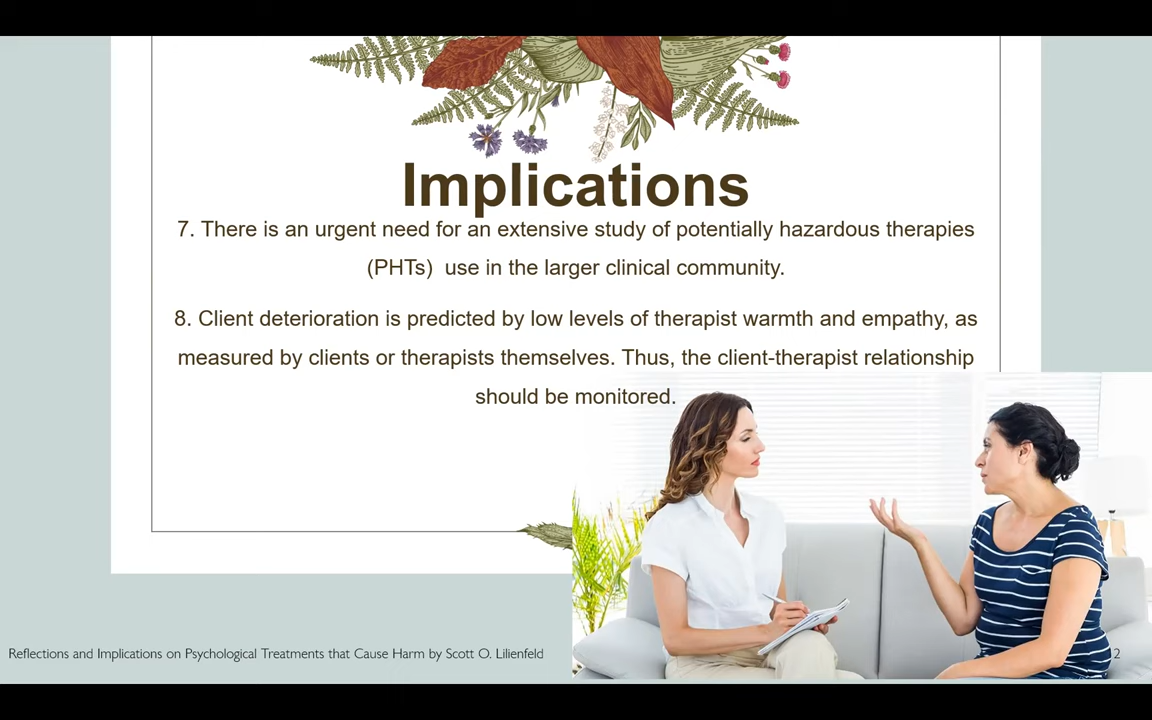 Implications
7. There is an urgent need for an extensive study of potentially hazardous therapies
(PHTs)  use in the larger clinical community.
8. Client deterioration is predicted by low levels of therapist warmth and empathy, as
measured by clients or therapists themselves. Thus, the client-therapist relationship
should be monitored.
Reflections and Implications on Psychological Treatments that Cause Harm by Scott O. Lilienfeld
2